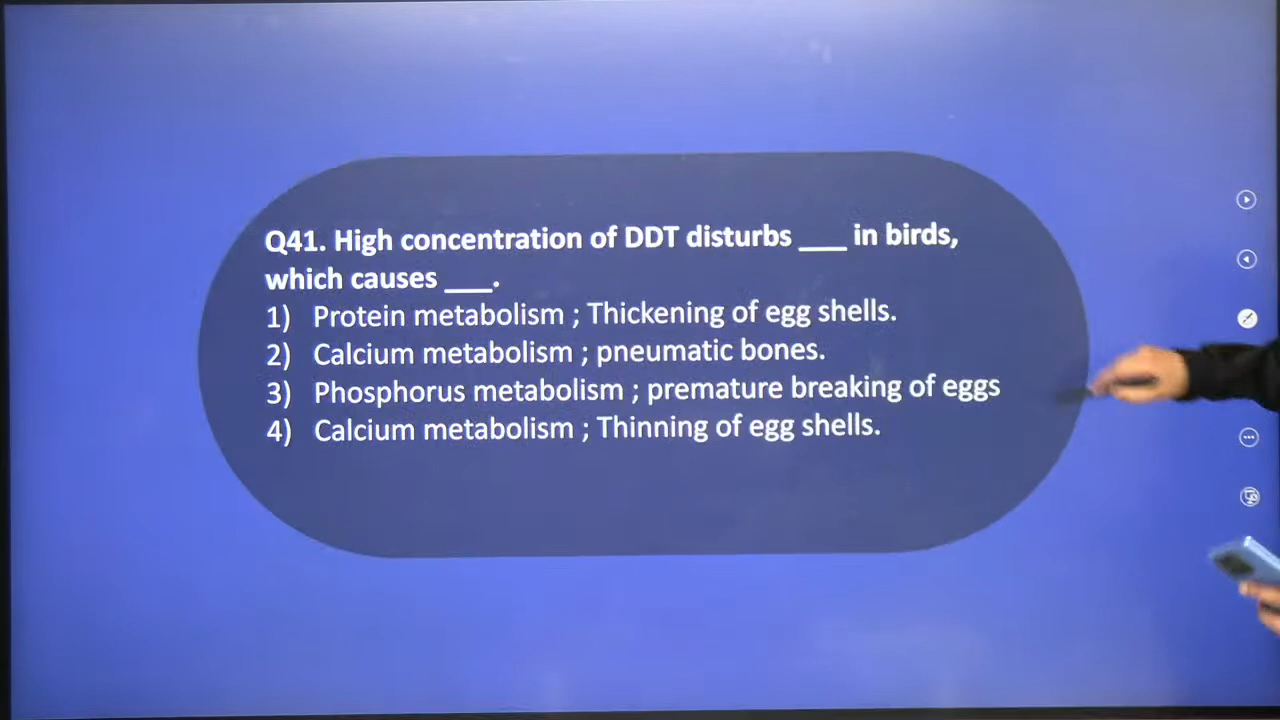 Q41. High concentration of DDT disturbs ___ in birds,
which causes ___.
1) Protein metabolism ; Thickening of egg shells.
2) Calcium metabolism ; pneumatic bones.
3) Phosphorus metabolism ; premature breaking of eggs
4) Calcium metabolism ; Thinning of egg shells.